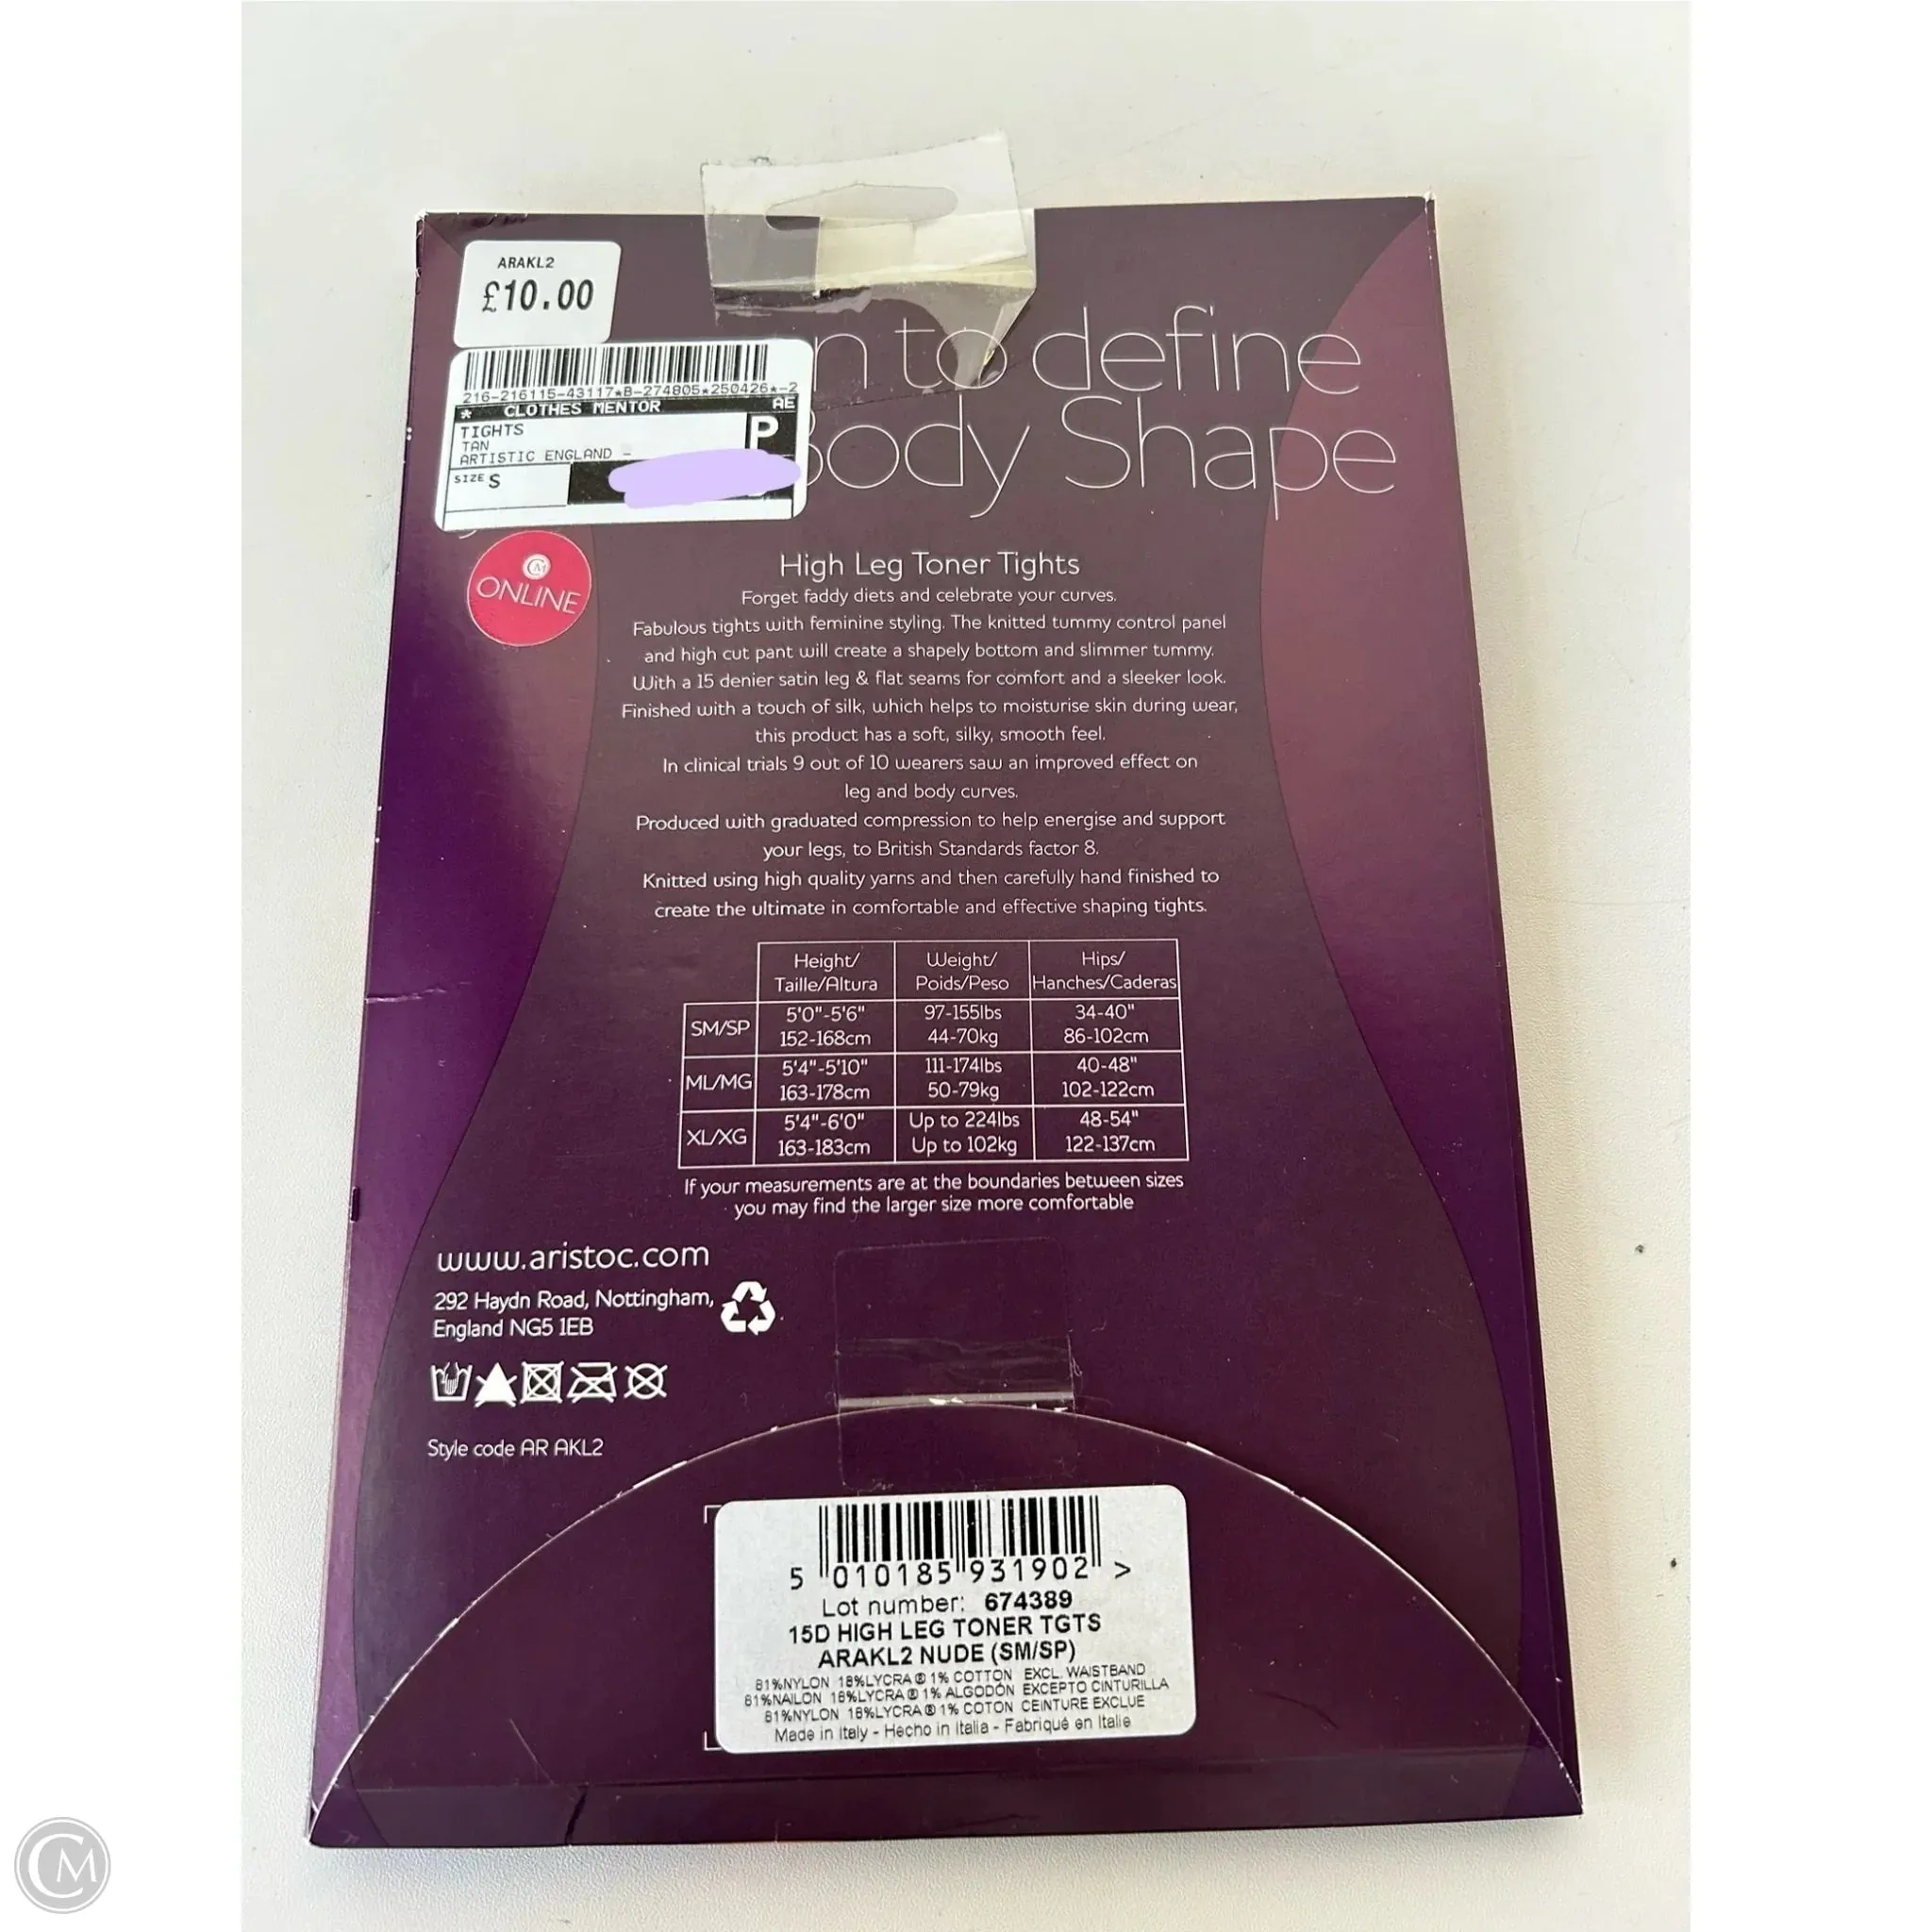 ARAKL2
£10.00
216-216115-43117*B-274805*250426*-2
* CLOTHES MENTOR AE
TIGHTS
TAN
ARTISTIC ENGLAND -
P
SIZE S
n to define
Body Shape
CM
ONLINE
High Leg Toner Tights
Forget faddy diets and celebrate your curves.
Fabulous tights with feminine styling. The knitted tummy control panel
and high cut pant will create a shapely bottom and slimmer tummy.
With a 15 denier satin leg & flat seams for comfort and a sleeker look.
Finished with a touch of silk, which helps to moisturise skin during wear,
this product has a soft, silky, smooth feel.
In clinical trials 9 out of 10 wearers saw an improved effect on
leg and body curves.
Produced with graduated compression to help energise and support
your legs, to British Standards factor 8.
Knitted using high quality yarns and then carefully hand finished to
create the ultimate in comfortable and effective shaping tights.
Height/ Weight/ Hips/
Taille/Altura Poids/Peso Hanches/Caderas
SM/SP 5'0"-5'6" 97-155lbs 34-40"
152-168cm 44-70kg 86-102cm
ML/MG 5'4"-5'10" 111-174lbs 40-48"
163-178cm 50-79kg 102-122cm
XL/XG 5'4"-6'0" Up to 224lbs 48-54"
163-183cm Up to 102kg 122-137cm
If your measurements are at the boundaries between sizes
you may find the larger size more comfortable
www.aristoc.com
292 Haydn Road, Nottingham,
England NG5 1EB
Style code AR AKL2
5 010185 931902 >
Lot number: 674389
15D HIGH LEG TONER TGTS
ARAKL2 NUDE (SM/SP)
81%NYLON 18%LYCRA® 1% COTTON EXCL. WAISTBAND
81%NAILON 18%LYCRA® 1% ALGODÓN EXCEPTO CINTURILLA
81%NYLON 18%LYCRA® 1% COTON CEINTURE EXCLUE
Made in Italy - Hecho in Italia - Fabriqué en Italie
CM